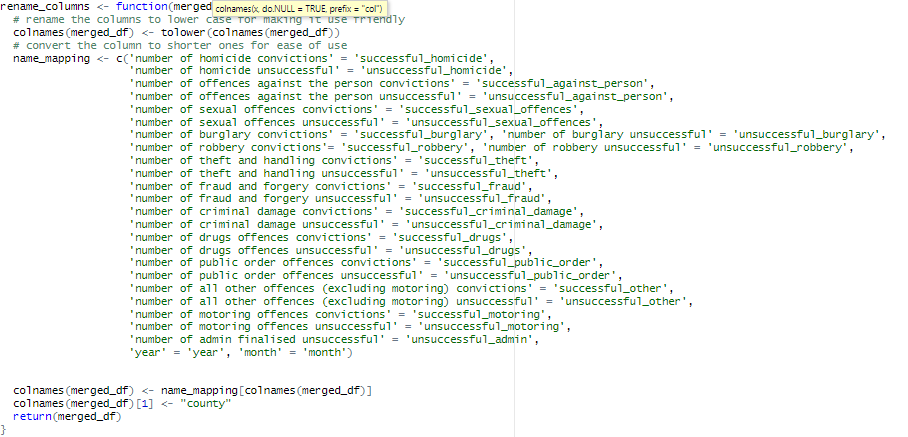 rename_columns <- function(merged
colnames(x, do.NULL = TRUE, prefix = "col")
# rename the columns to lower case for making it use friendly
colnames(merged_df) <- tolower(colnames(merged_df))
# convert the column to shorter ones for ease of use
name_mapping <- c('number of homicide convictions' = 'successful_homicide',
'number of homicide unsuccessful' = 'unsuccessful_homicide',
'number of offences against the person convictions' = 'successful_against_person',
'number of offences against the person unsuccessful' = 'unsuccessful_against_person',
'number of sexual offences convictions' = 'successful_sexual_offences',
'number of sexual offences unsuccessful' = 'unsuccessful_sexual_offences',
'number of burglary convictions' = 'successful_burglary', 'number of burglary unsuccessful' = 'unsuccessful_burglary',
'number of robbery convictions'= 'successful_robbery', 'number of robbery unsuccessful' = 'unsuccessful_robbery',
'number of theft and handling convictions' = 'successful_theft',
'number of theft and handling unsuccessful' = 'unsuccessful_theft',
'number of fraud and forgery convictions' = 'successful_fraud',
'number of fraud and forgery unsuccessful' = 'unsuccessful_fraud',
'number of criminal damage convictions' = 'successful_criminal_damage',
'number of criminal damage unsuccessful' = 'unsuccessful_criminal_damage',
'number of drugs offences convictions' = 'successful_drugs',
'number of drugs offences unsuccessful' = 'unsuccessful_drugs',
'number of public order offences convictions' = 'successful_public_order',
'number of public order offences unsuccessful' = 'unsuccessful_public_order',
'number of all other offences (excluding motoring) convictions' = 'successful_other',
'number of all other offences (excluding motoring) unsuccessful' = 'unsuccessful_other',
'number of motoring offences convictions' = 'successful_motoring',
'number of motoring offences unsuccessful' = 'unsuccessful_motoring',
'number of admin finalised unsuccessful' = 'unsuccessful_admin',
'year' = 'year', 'month' = 'month')
colnames(merged_df) <- name_mapping[colnames(merged_df)]
colnames(merged_df)[1] <- "county"
return(merged_df)
}